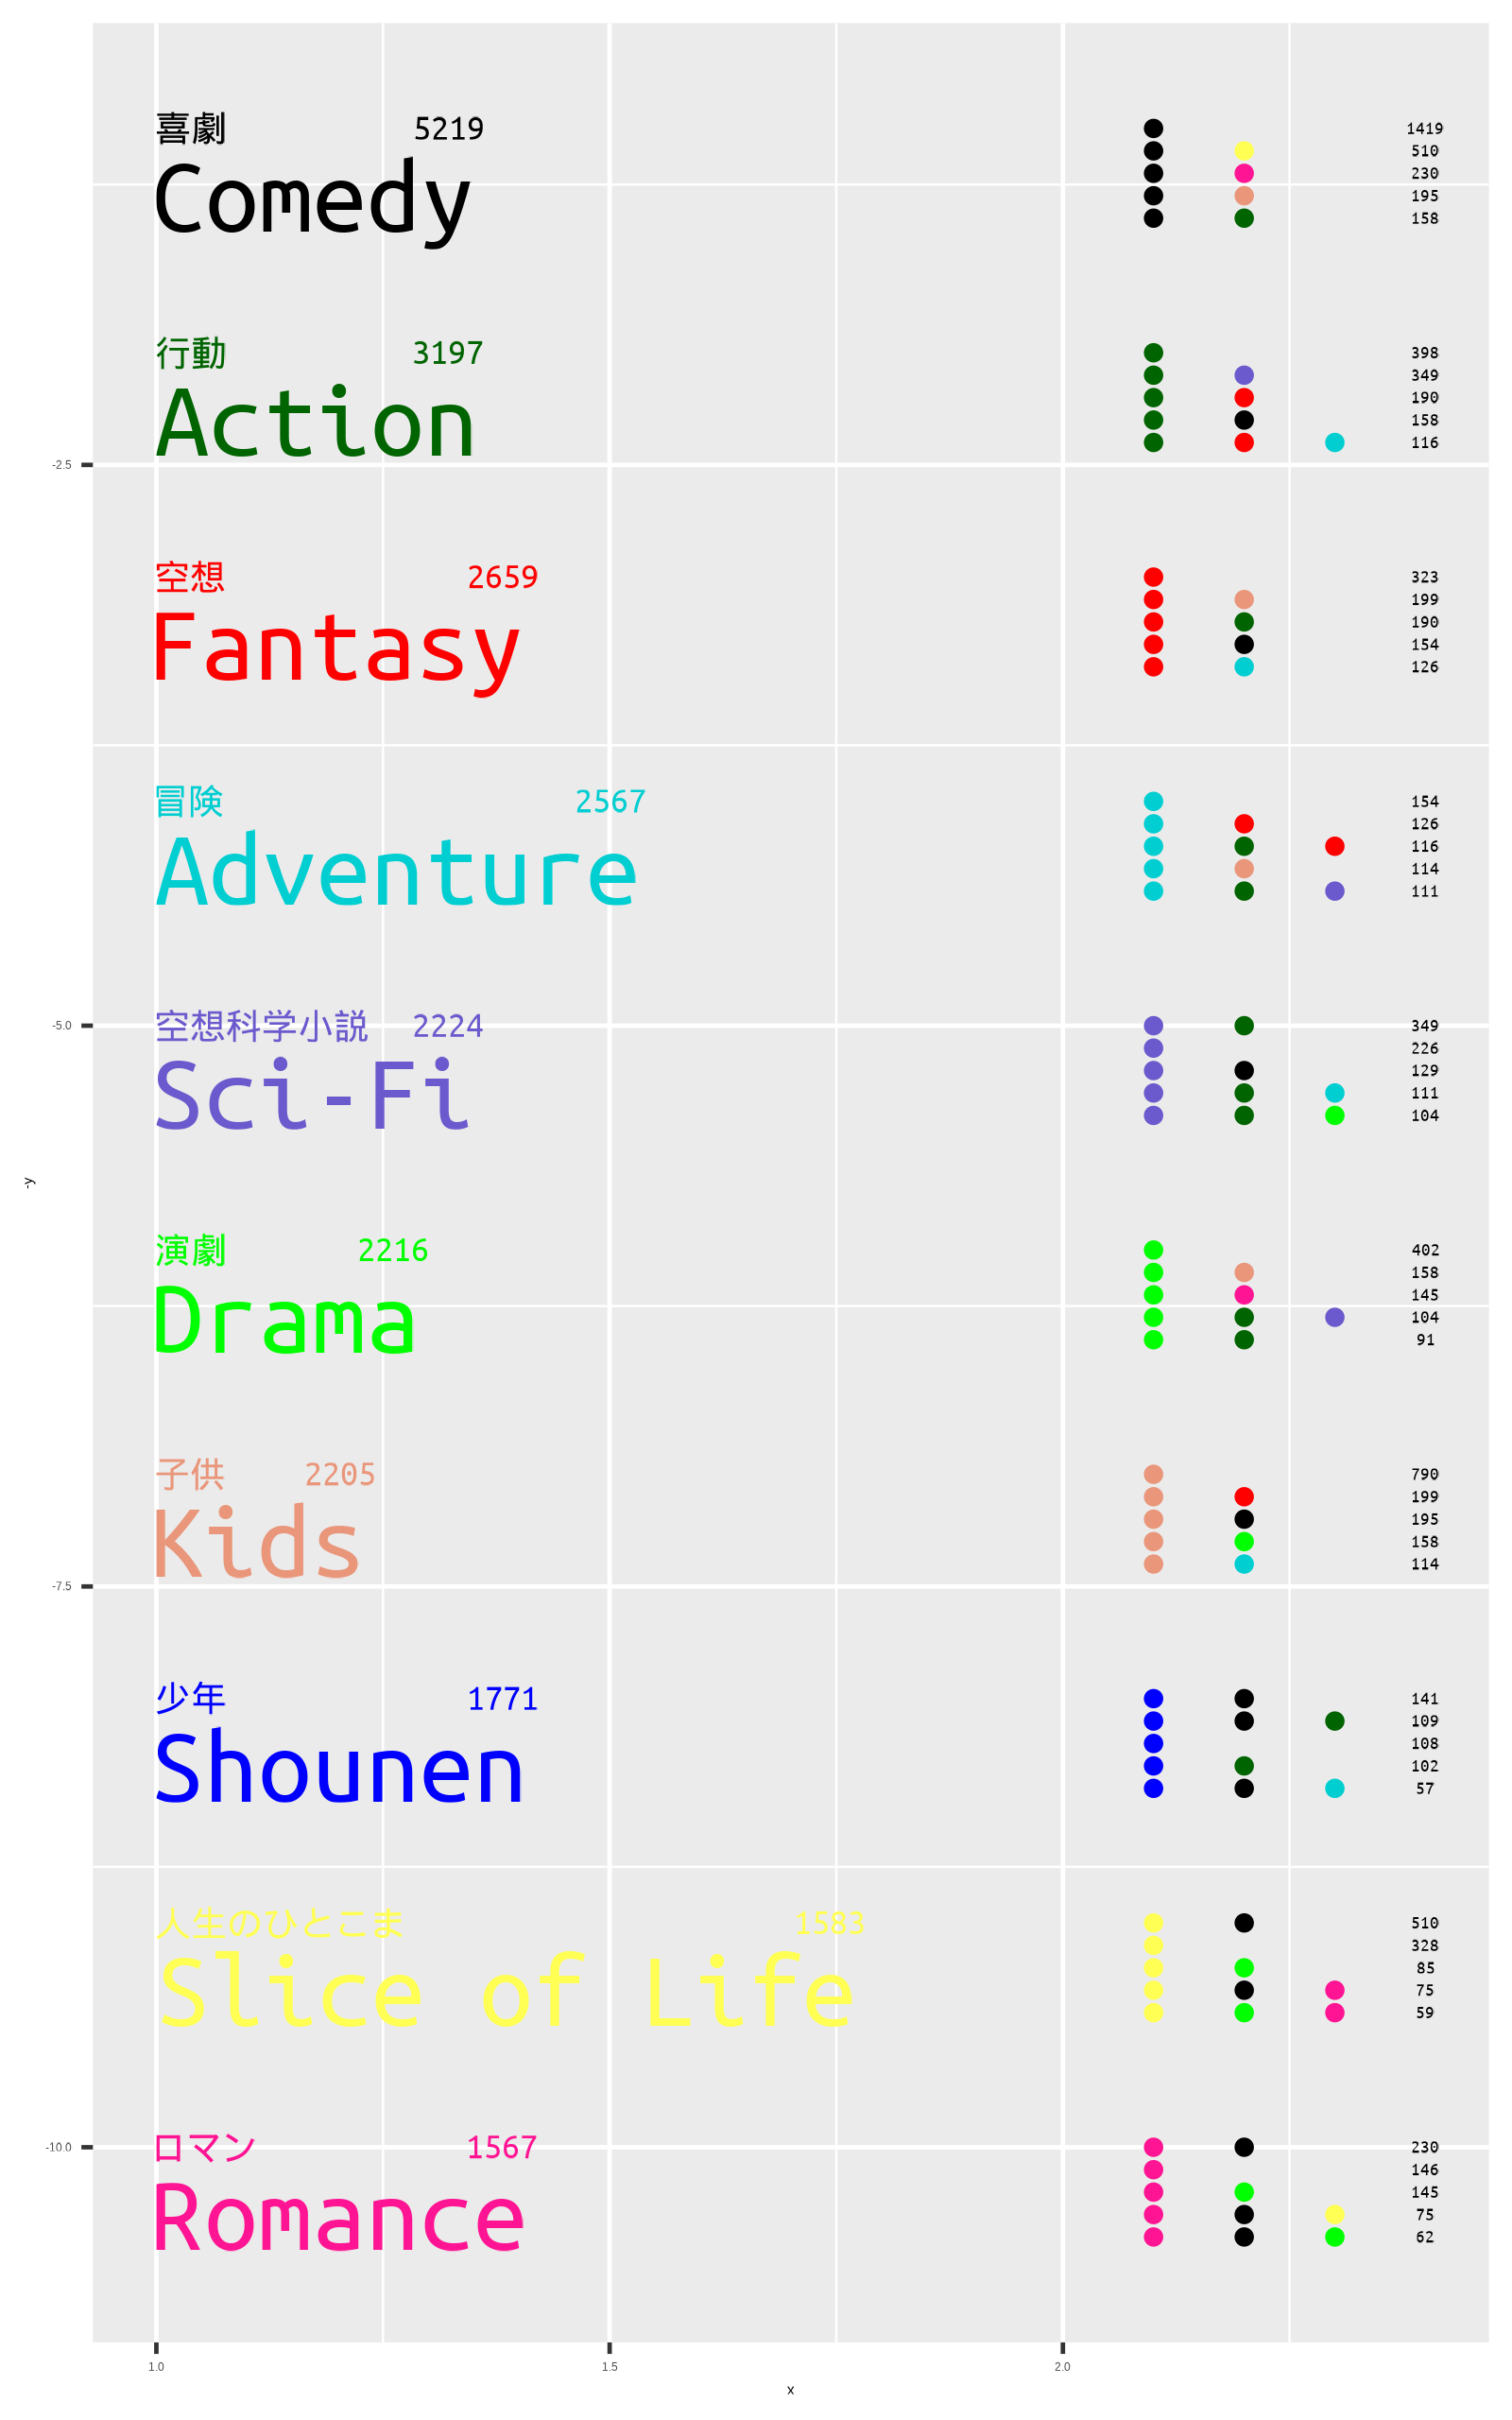 喜劇 5219
Comedy
1419
510
230
195
158
行動 3197
Action
398
349
190
158
116
-2.5
空想 2659
Fantasy
323
199
190
154
126
冒険 2567
Adventure
154
126
116
114
111
空想科学小説 2224
Sci-Fi
-5.0
349
226
129
111
104
-y
演劇 2216
Drama
402
158
145
104
91
子供 2205
Kids
790
199
195
158
114
-7.5
少年 1771
Shounen
141
109
108
102
57
人生のひとこま 1583
Slice of Life
510
328
85
75
59
ロマン 1567
Romance
-10.0
230
146
145
75
62
1.0 1.5 2.0
x